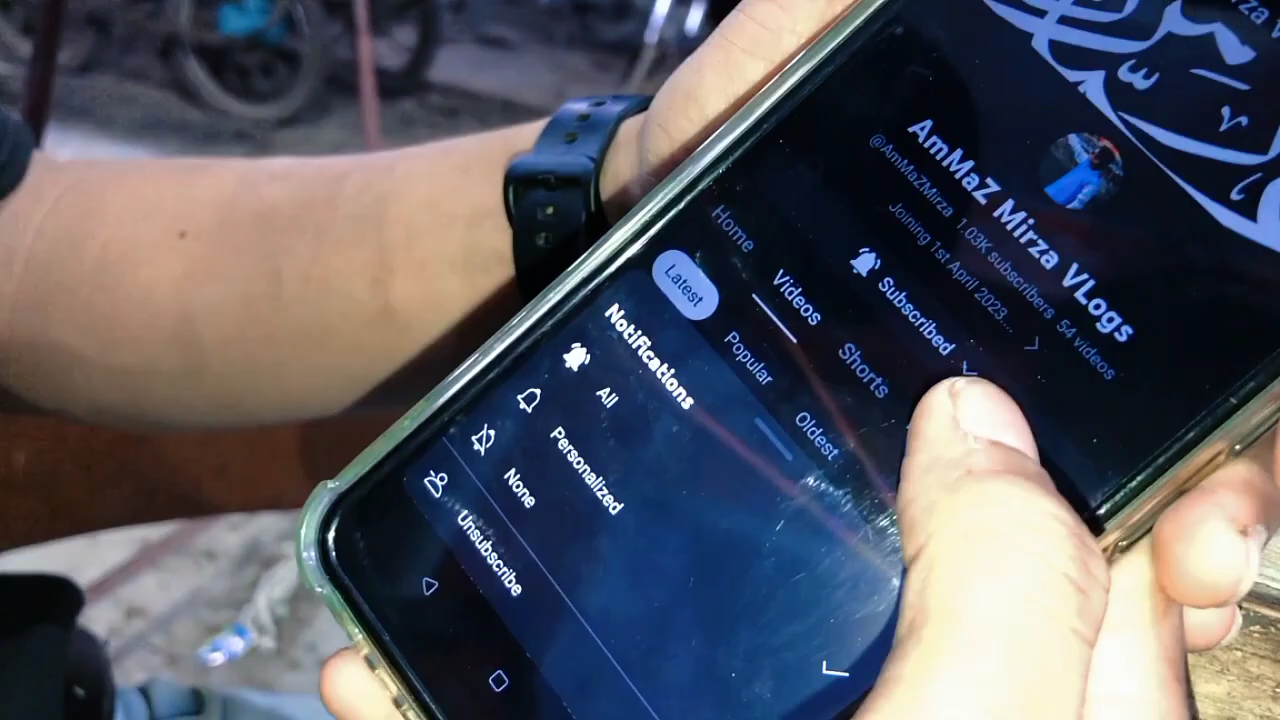 AmMaZ Mirza VLogs
@AmMaZMirza 1.03K subscribers 54 videos
Joining 1st April 2023....
Subscribed
Home Videos Shorts
Latest Popular Oldest
Notifications
All
Personalized
None
Unsubscribe